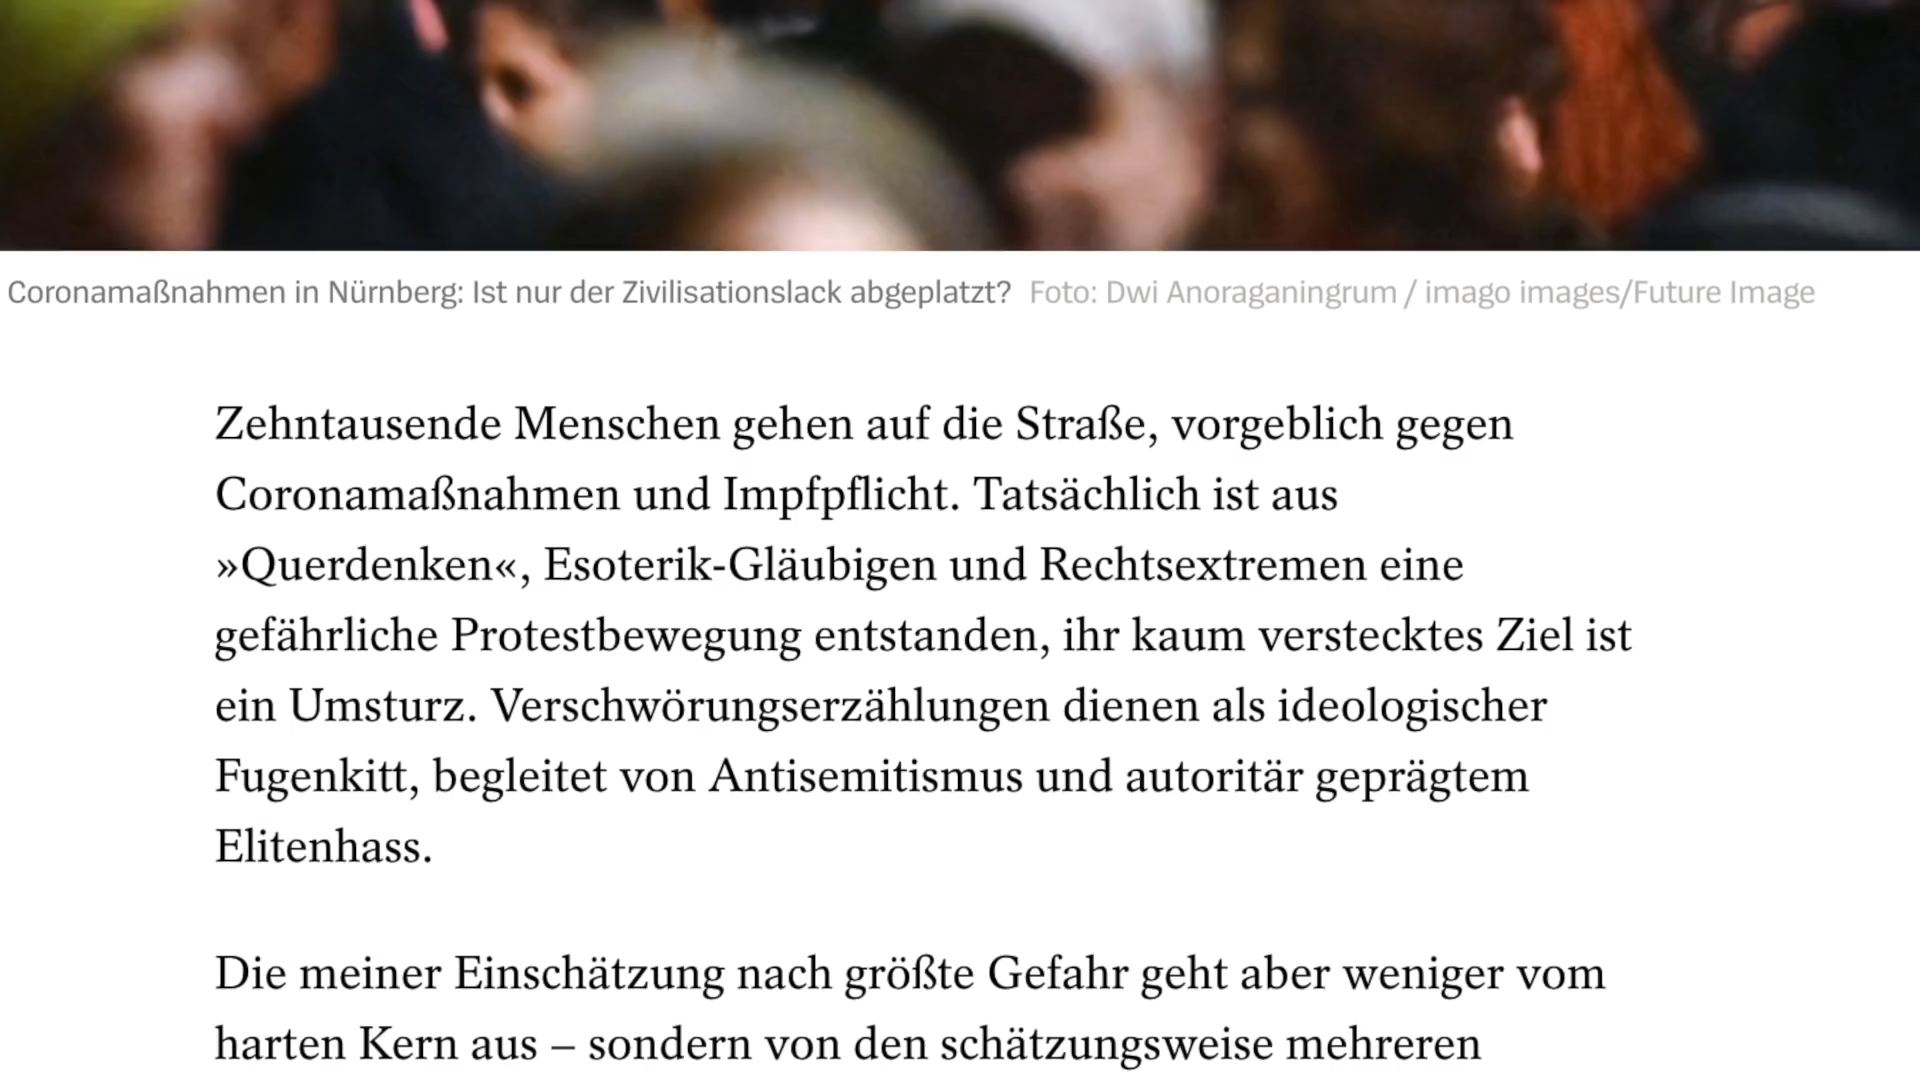 Coronamaßnahmen in Nürnberg: Ist nur der Zivilisationslack abgeplatzt? Foto: Dwi Anoraganingrum / imago images/Future Image
Zehntausende Menschen gehen auf die Straße, vorgeblich gegen
Coronamaßnahmen und Impfpflicht. Tatsächlich ist aus
»Querdenken«, Esoterik-Gläubigen und Rechtsextremen eine
gefährliche Protestbewegung entstanden, ihr kaum verstecktes Ziel ist
ein Umsturz. Verschwörungserzählungen dienen als ideologischer
Fugenkitt, begleitet von Antisemitismus und autoritär geprägtem
Elitenhass.
Die meiner Einschätzung nach größte Gefahr geht aber weniger vom
harten Kern aus – sondern von den schätzungsweise mehreren